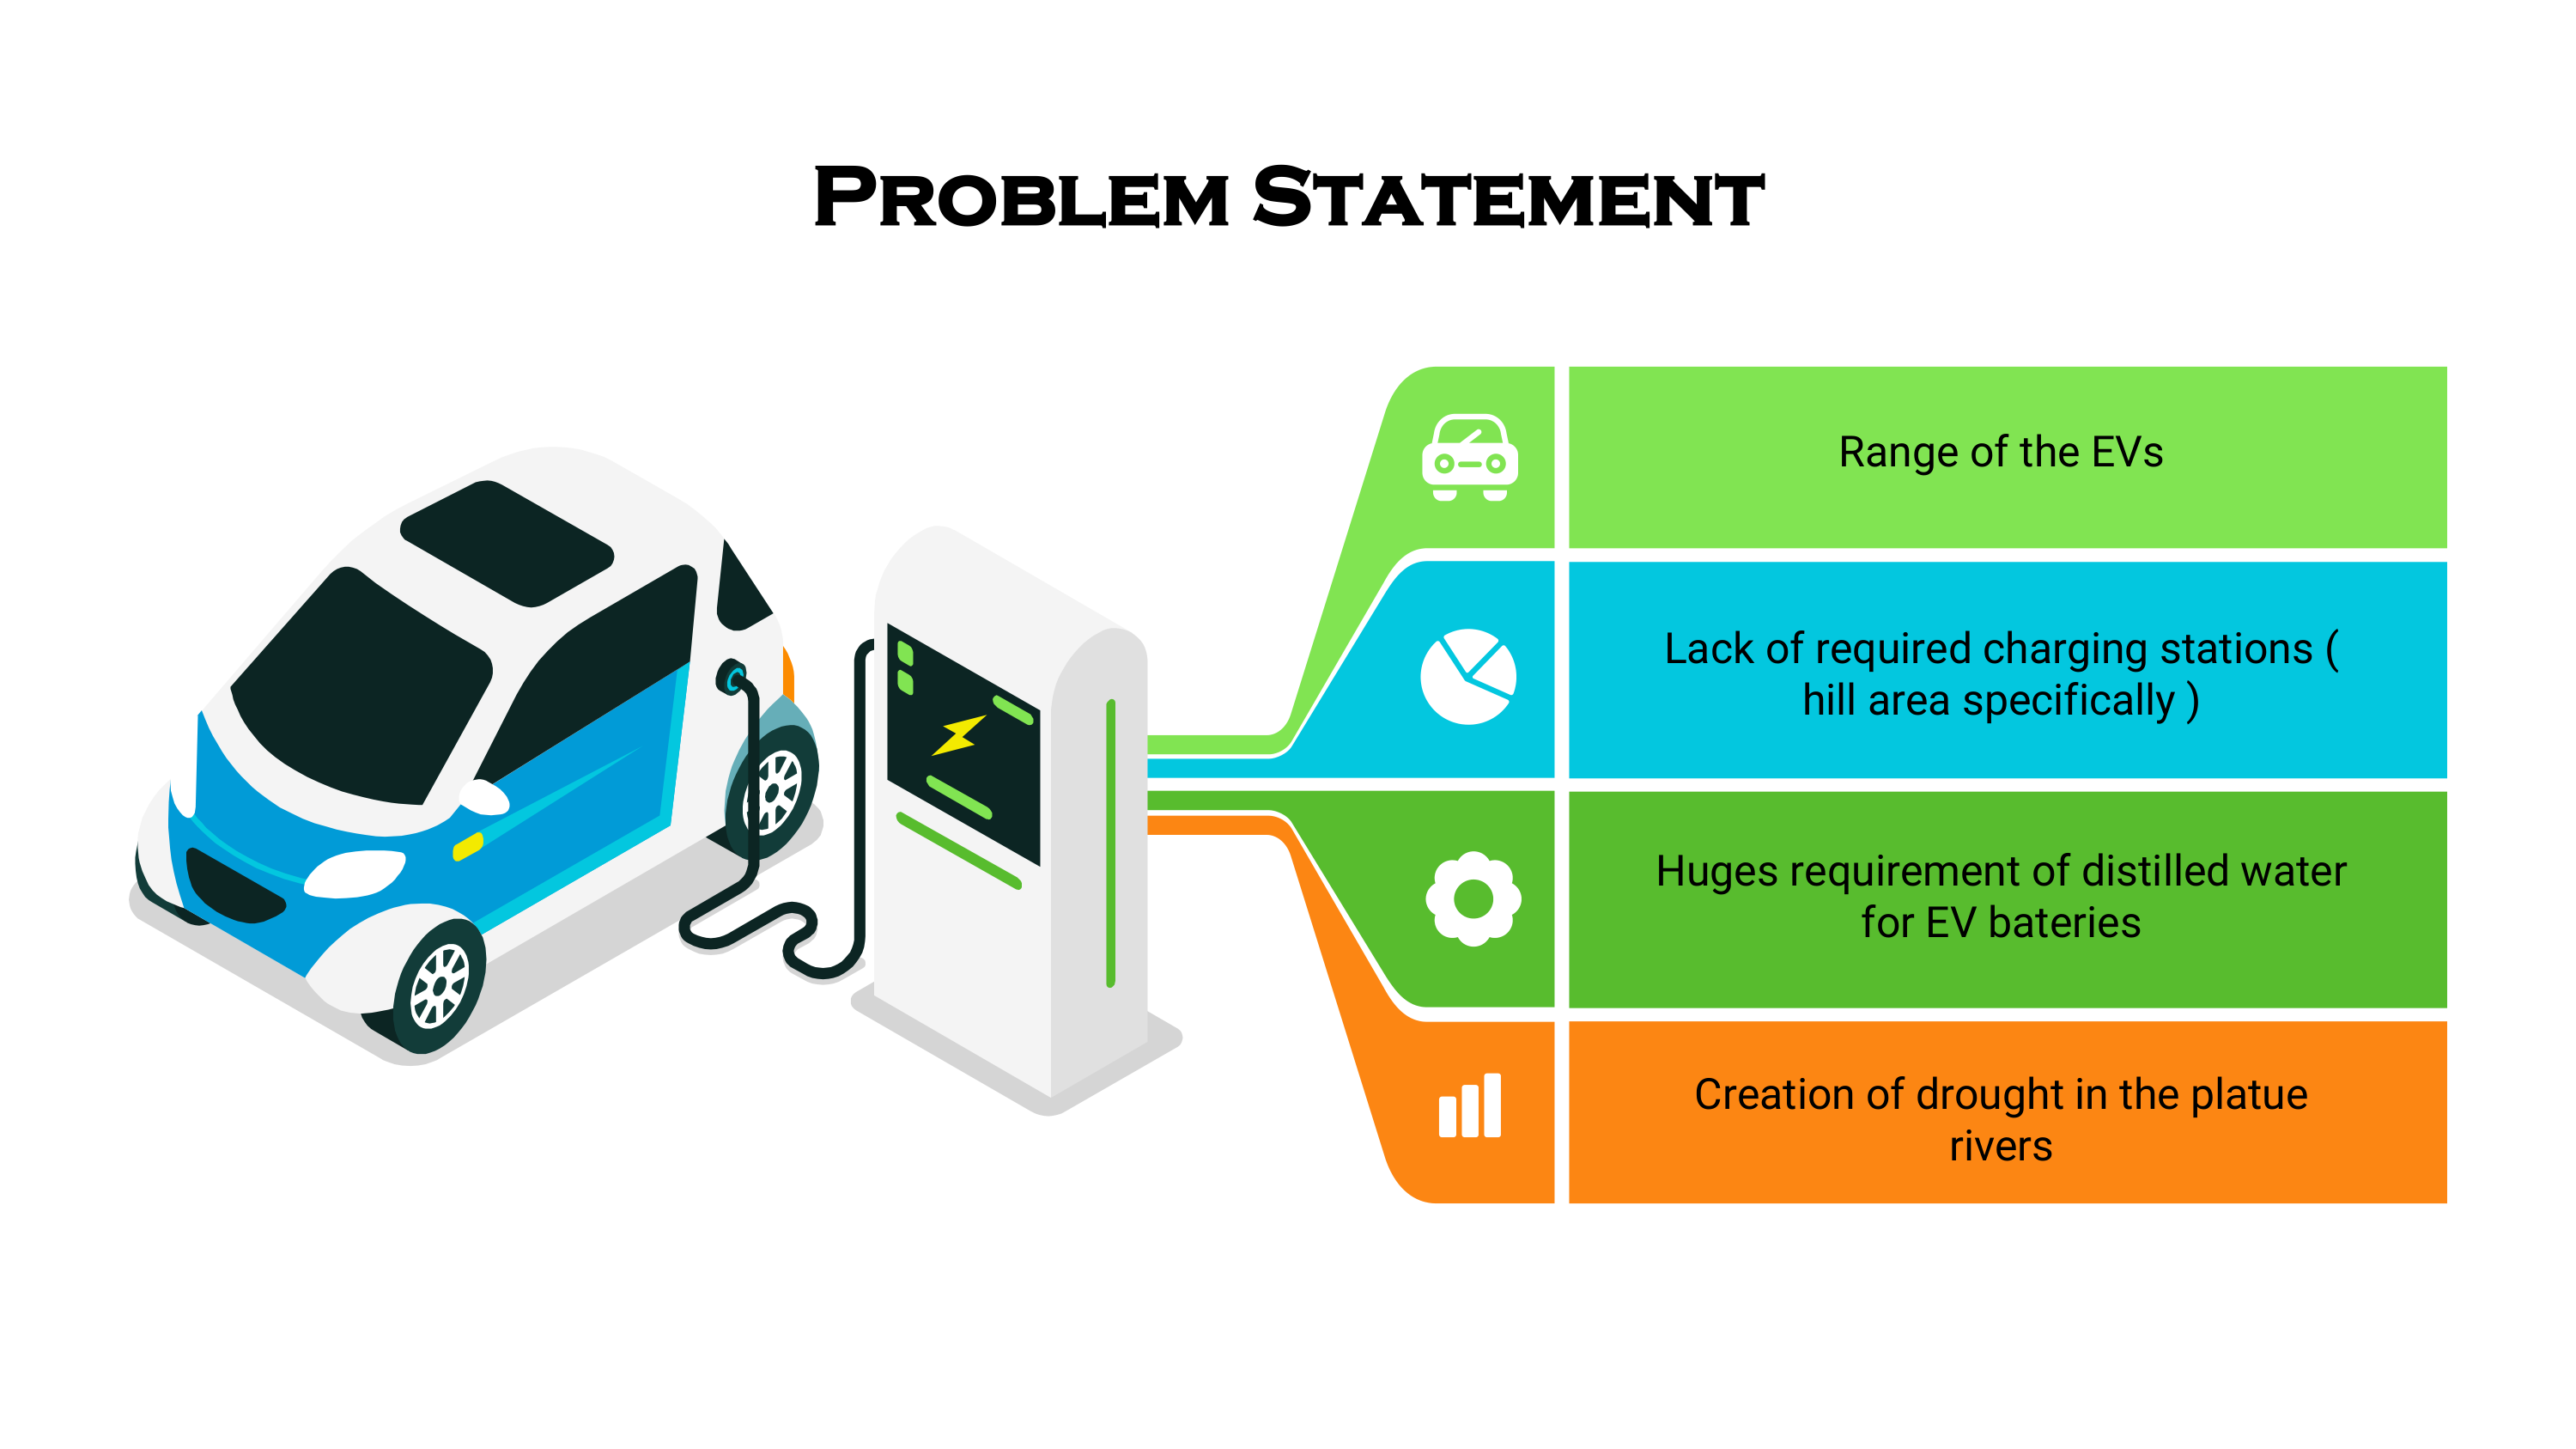 Problem Statement
Range of the EVs
Lack of required charging stations (
hill area specifically )
Huges requirement of distilled water
for EV bateries
Creation of drought in the platue
rivers